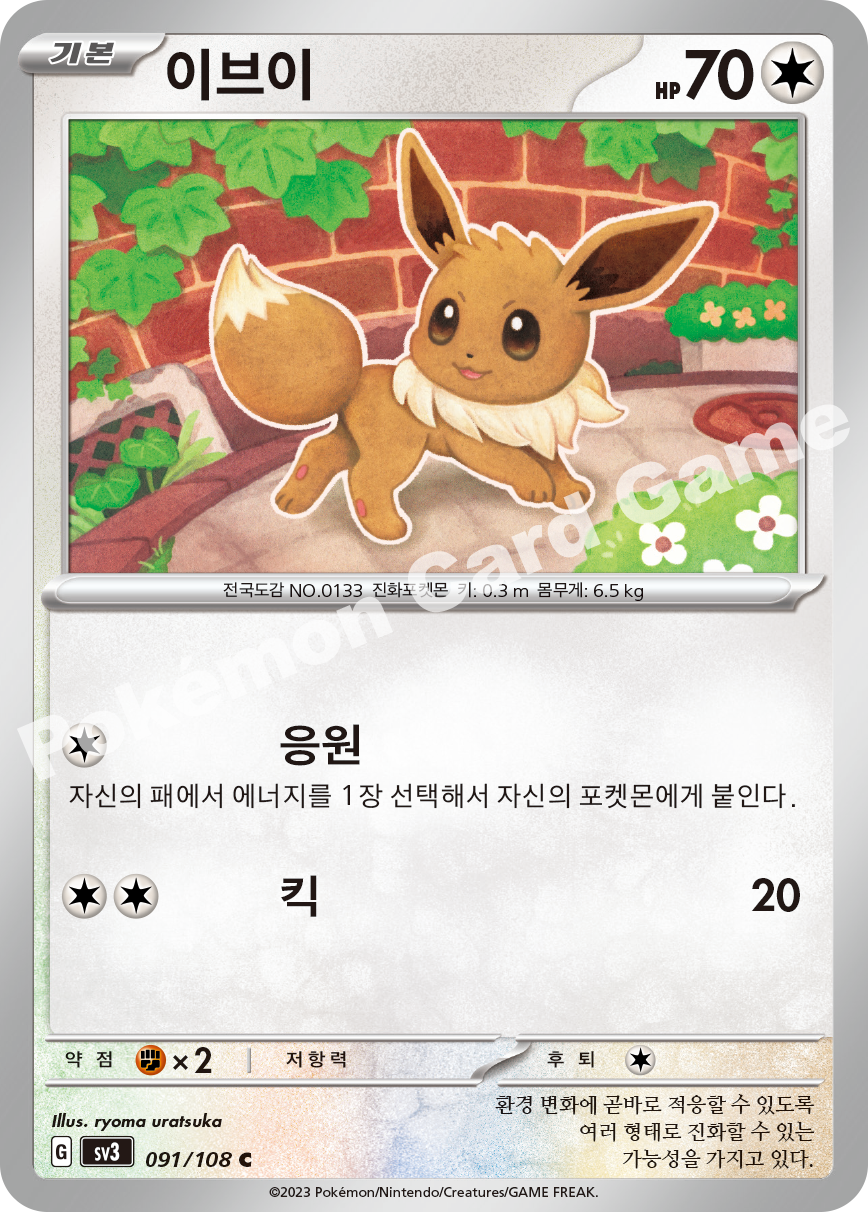 기본
이브이
HP 70
전국도감 NO.0133 진화포켓몬 키: 0.3 m 몸무게: 6.5 kg
Pokémon Card Game
응원
자신의 패에서 에너지를 1장 선택해서 자신의 포켓몬에게 붙인다.
킥 20
약점 ×2 저항력 후퇴
환경 변화에 곧바로 적응할 수 있도록
여러 형태로 진화할 수 있는
가능성을 가지고 있다.
Illus. ryoma uratsuka
G sv3 091/108 C
©2023 Pokémon/Nintendo/Creatures/GAME FREAK.